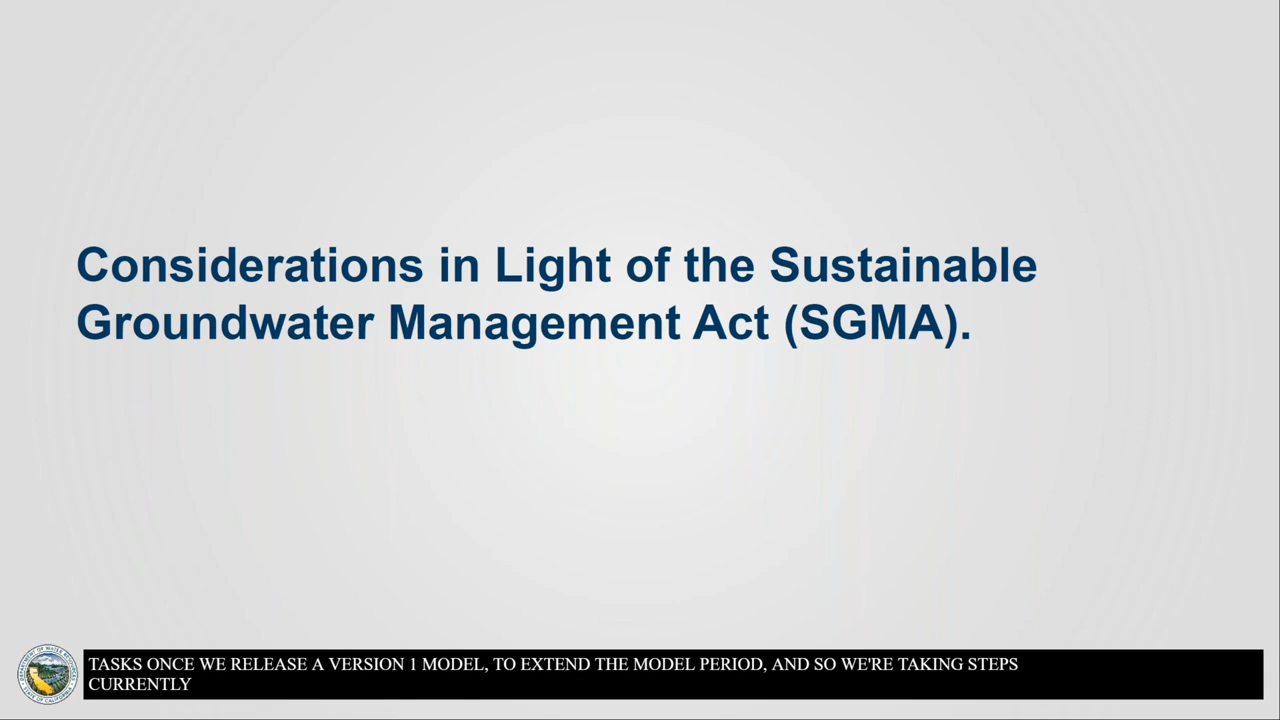 Considerations in Light of the Sustainable
Groundwater Management Act (SGMA).
TASKS ONCE WE RELEASE A VERSION 1 MODEL, TO EXTEND THE MODEL PERIOD, AND SO WE'RE TAKING STEPS
CURRENTLY